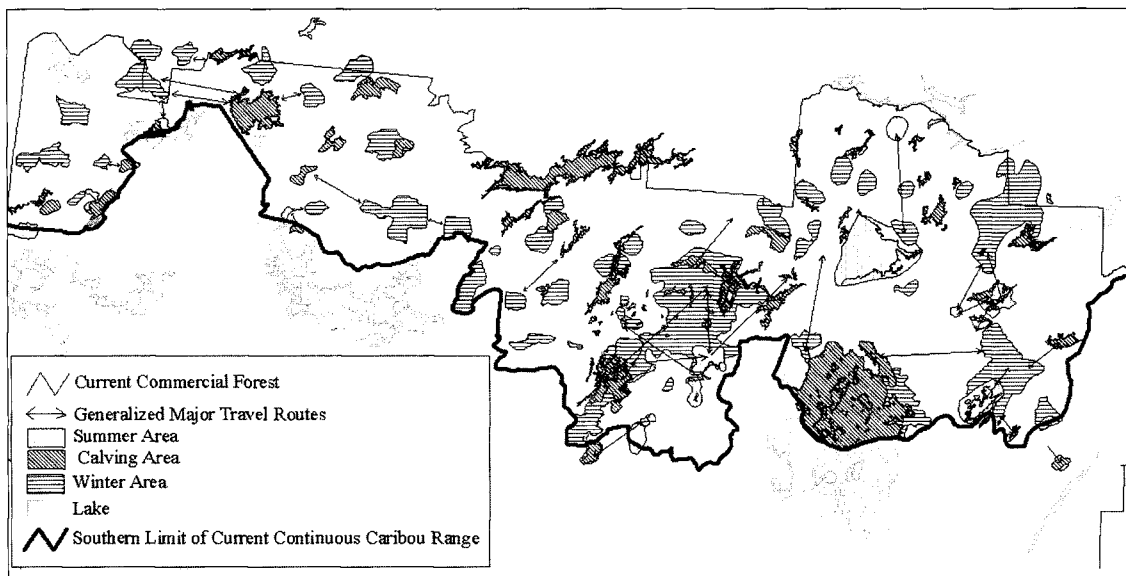 Current Commercial Forest
Generalized Major Travel Routes
Summer Area
Calving Area
Winter Area
Lake
Southern Limit of Current Continuous Caribou Range